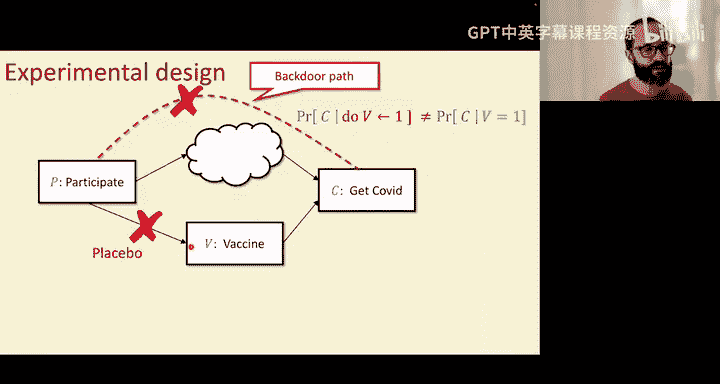 GPT中英字幕课程资源
Experimental design
Backdoor path
Pr[ C | do V ← 1 ] ≠ Pr[ C | V = 1]
P: Participate
C: Get Covid
V: Vaccine
Placebo